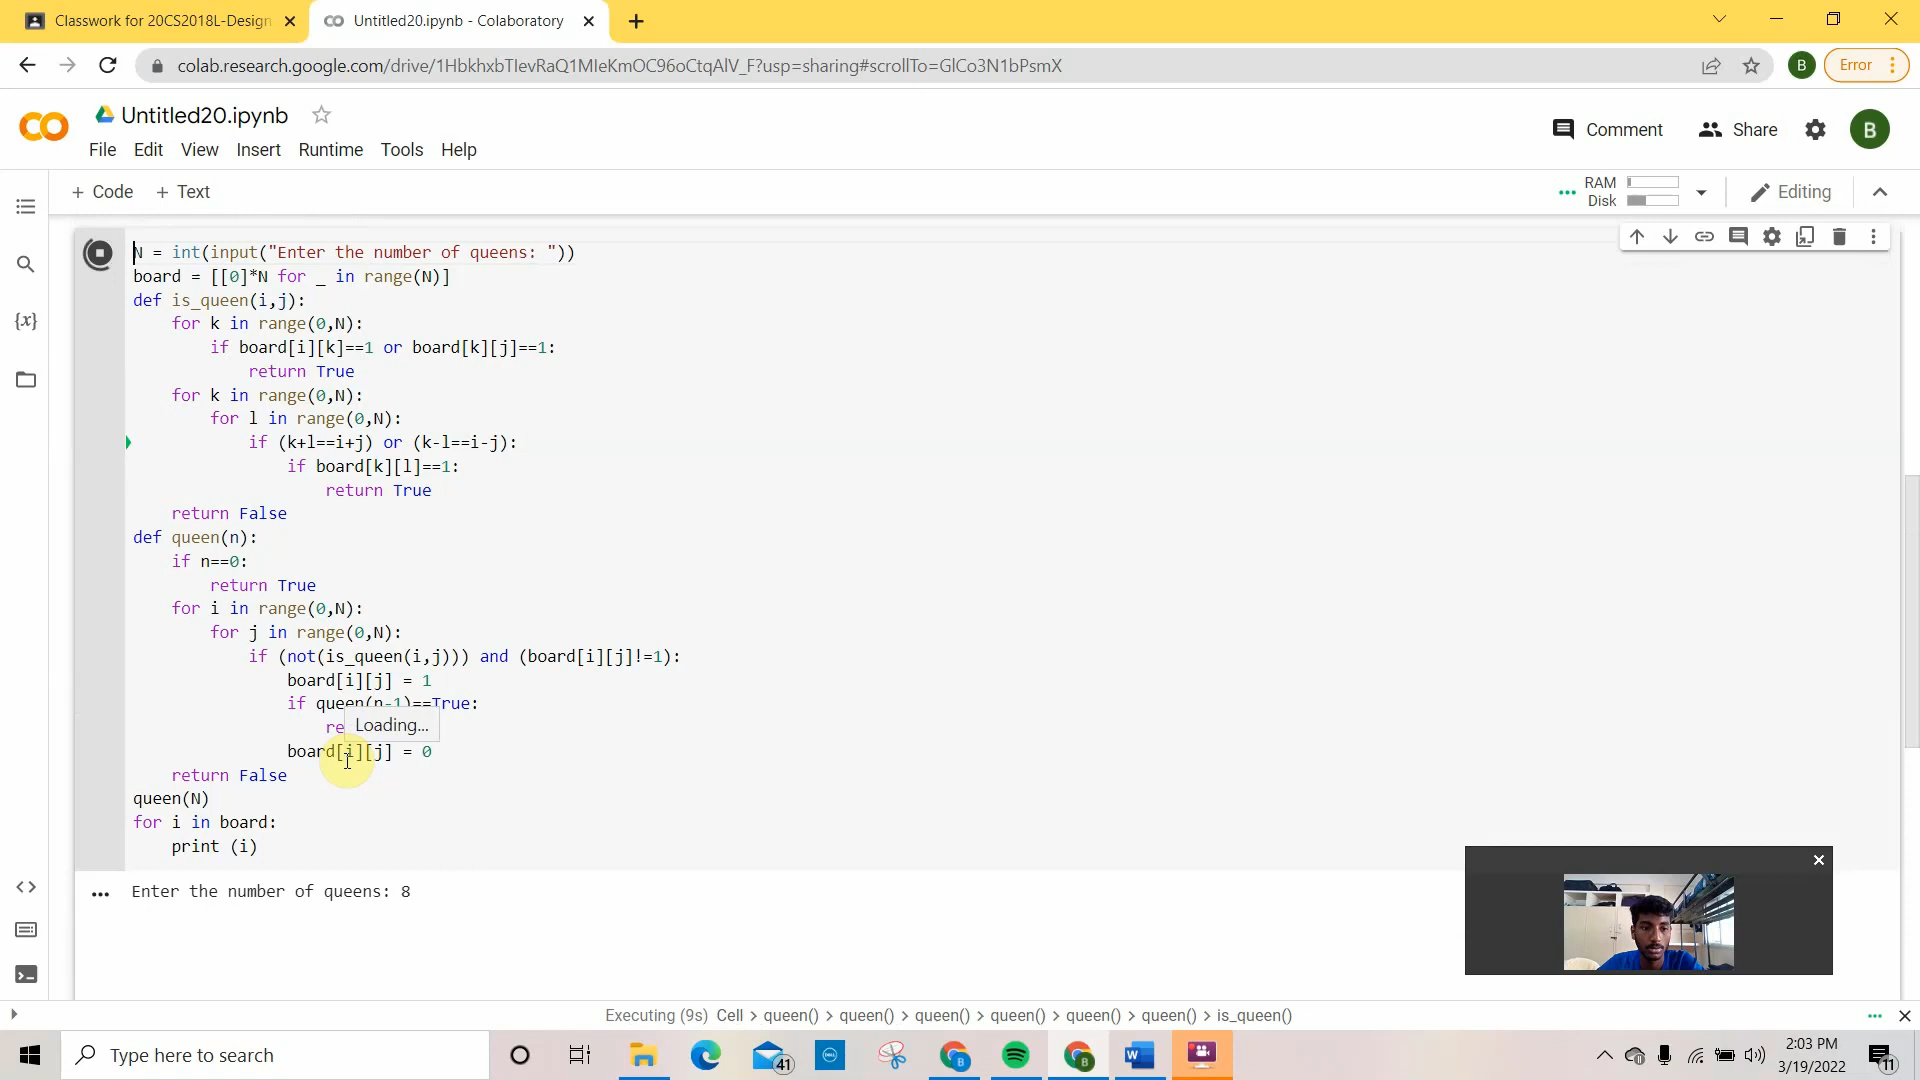 Classwork for 20CS2018L-Design
Untitled20.ipynb - Colaboratory
colab.research.google.com/drive/1HbkhxbTIevRaQ1MIeKmOC96oCtqAlV_F?usp=sharing#scrollTo=GlCo3N1bPsmX
B
Error
CO
Untitled20.ipynb
File Edit View Insert Runtime Tools Help
Comment
Share
B
+ Code + Text
RAM
Disk
Editing
{x}
N = int(input("Enter the number of queens: "))
board = [[0]*N for _ in range(N)]
def is_queen(i,j):
for k in range(0,N):
if board[i][k]==1 or board[k][j]==1:
return True
for k in range(0,N):
for l in range(0,N):
if (k+l==i+j) or (k-l==i-j):
if board[k][l]==1:
return True
return False
def queen(n):
if n==0:
return True
for i in range(0,N):
for j in range(0,N):
if (not(is_queen(i,j))) and (board[i][j]!=1):
board[i][j] = 1
if queen(n-1)==True:
re
Loading...
board[i][j] = 0
return False
queen(N)
for i in board:
print (i)
Enter the number of queens: 8
Executing (9s) Cell > queen() > queen() > queen() > queen() > queen() > queen() > is_queen()
Type here to search
41
DELL
B
B
W
2:03 PM
3/19/2022
11